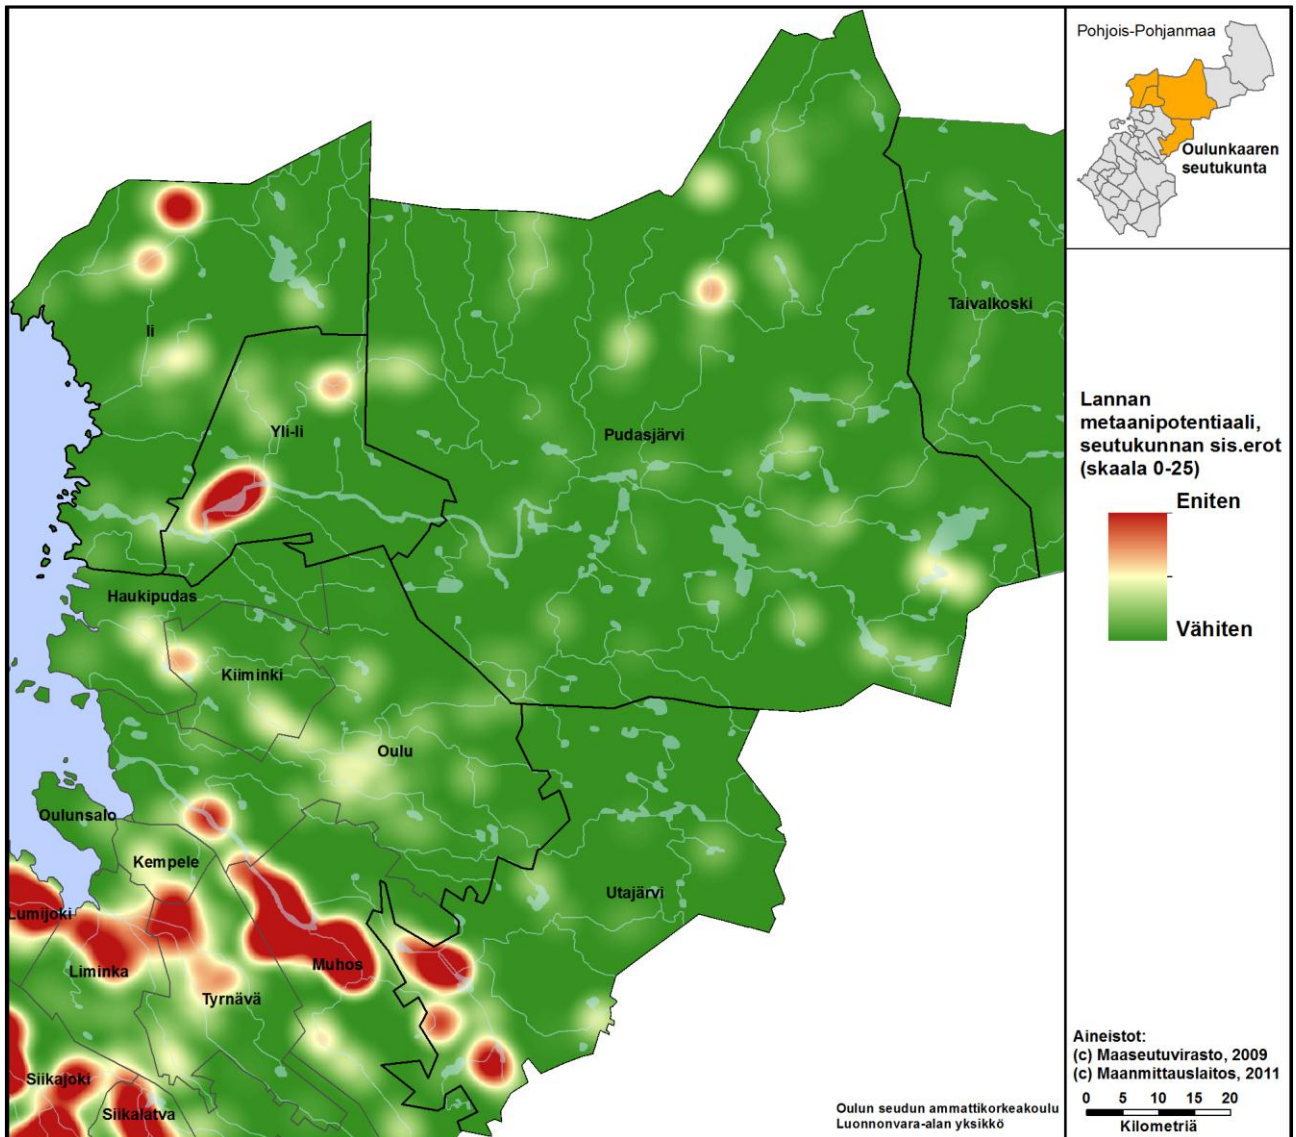 Pohjois-Pohjanmaa
Oulunkaaren
seutukunta
Taivalkoski
Ii
Lannan
metaanipotentiaali,
seutukunnan sis.erot
(skaala 0-25)
Yli-Ii
Pudasjärvi
Eniten
Vähiten
Haukipudas
Kiiminki
Oulu
Oulunsalo
Kempele
Utajärvi
Lumijoki
Liminka
Muhos
Tyrnävä
Siikajoki
Siikalatva
Aineistot:
(c) Maaseutuvirasto, 2009
(c) Maanmittauslaitos, 2011
0 5 10 15 20
Kilometriä
Oulun seudun ammattikorkeakoulu
Luonnonvara-alan yksikkö